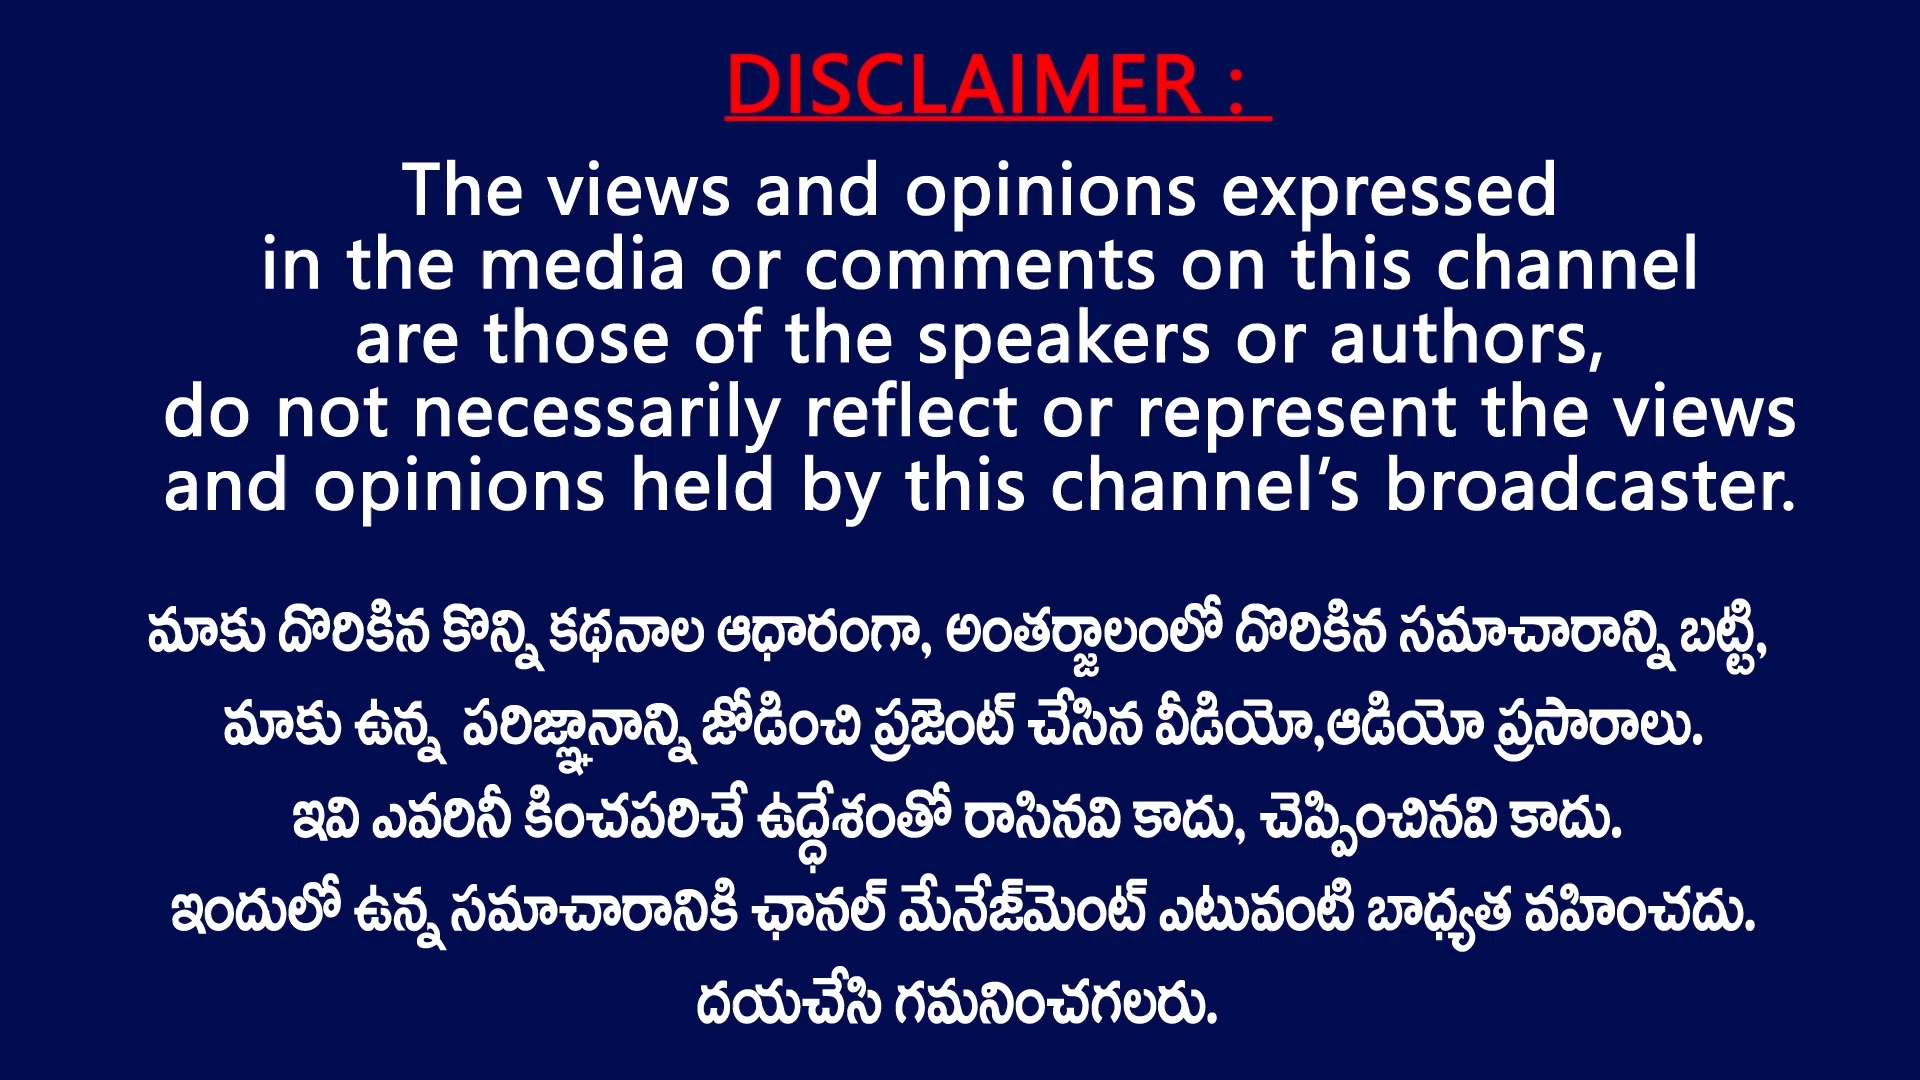 DISCLAIMER :
The views and opinions expressed
in the media or comments on this channel
are those of the speakers or authors,
do not necessarily reflect or represent the views
and opinions held by this channel’s broadcaster.
మాకు దొరికిన కొన్ని కథనాల ఆధారంగా, అంతర్జాలంలో దొరికిన సమాచారాన్ని బట్టి,
మాకు ఉన్న పరిజ్ఞానాన్ని జోడించి ప్రజెంట్ చేసిన వీడియో,ఆడియో ప్రసారాలు.
ఇవి ఎవరినీ కించపరిచే ఉద్ధేశంతో రాసినవి కాదు, చెప్పించినవి కాదు.
ఇందులో ఉన్న సమాచారానికి ఛానల్ మేనేజ్‌మెంట్ ఎటువంటి బాధ్యత వహించదు.
దయచేసి గమనించగలరు.